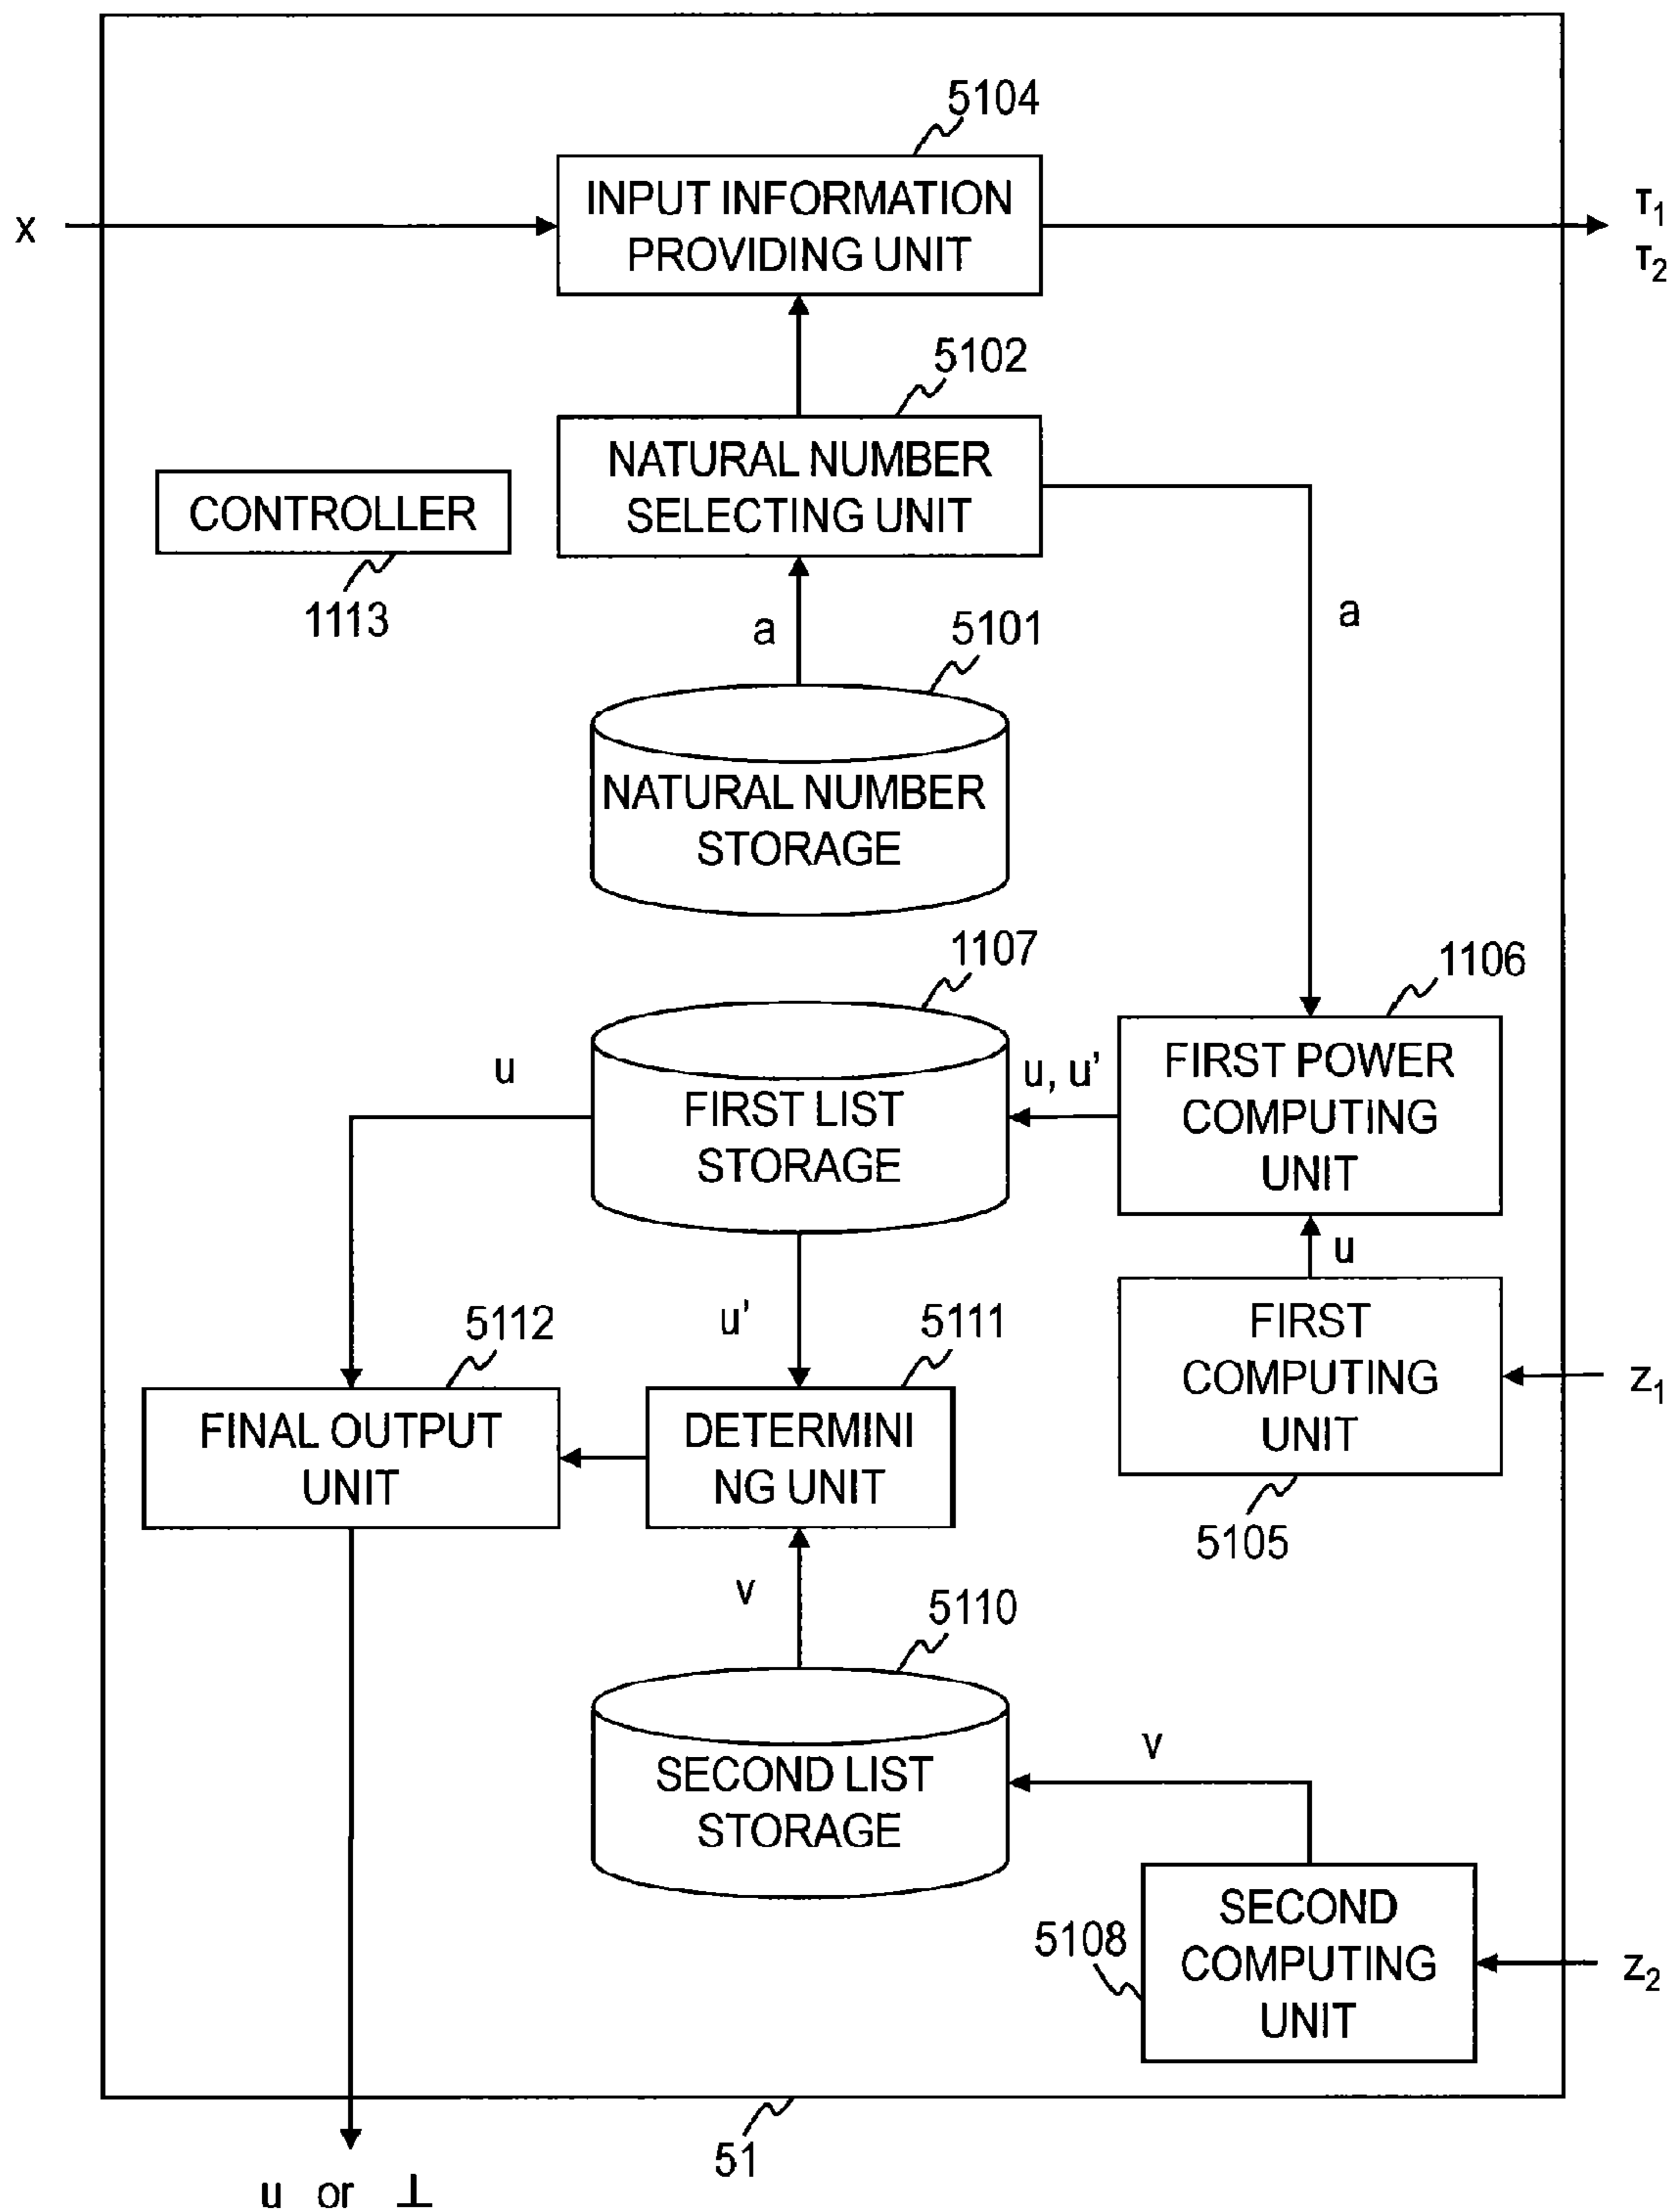 5104
INPUT INFORMATION
PROVIDING UNIT
x
τ1
τ2
5102
NATURAL NUMBER
SELECTING UNIT
CONTROLLER
1113
a
a
5101
NATURAL NUMBER
STORAGE
1107
1106
u
FIRST LIST
STORAGE
u, u'
FIRST POWER
COMPUTING
UNIT
u
5112
u'
5111
FIRST
COMPUTING
UNIT
z1
5105
FINAL OUTPUT
UNIT
DETERMINI
NG UNIT
v
5110
SECOND LIST
STORAGE
v
5108
SECOND
COMPUTING
UNIT
z2
51
u or ⊥